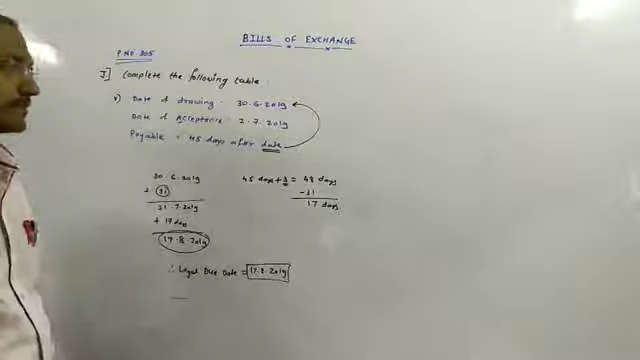 BILLS OF EXCHANGE
P.NO. 305
J] Complete the following table:
v) Date of drawing: 30.6.2019
Date of Acceptance: 2.7.2019
Payable = 45 days after date
30.6.2019
+ 31
31.7.2019
+ 17 days
17.8.2019
45 days + 3 = 48 days
-31
17 days
∴ Legal Due Date = 17.8.2019